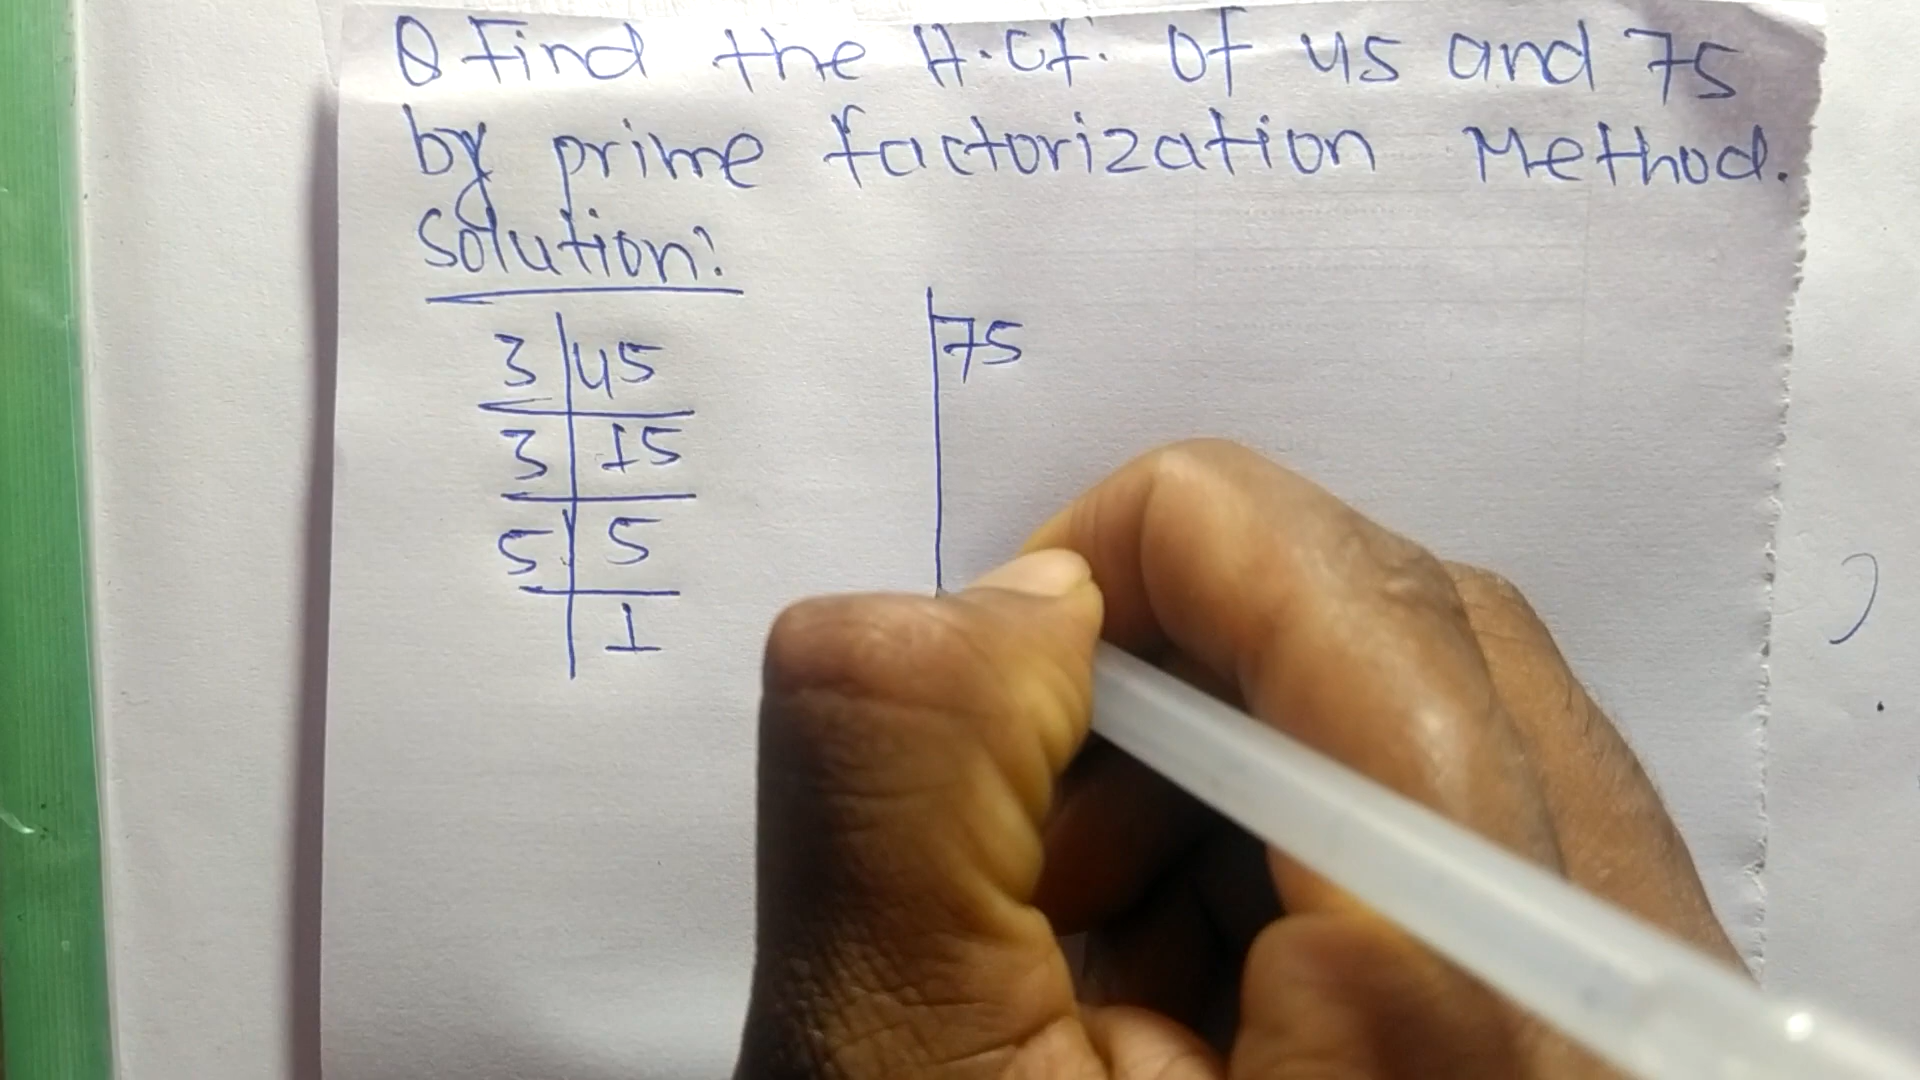 Q Find the H.Cf. Of 45 and 75
by prime factorization Method.
Solution:
3 45
3 15
5 5
1
75